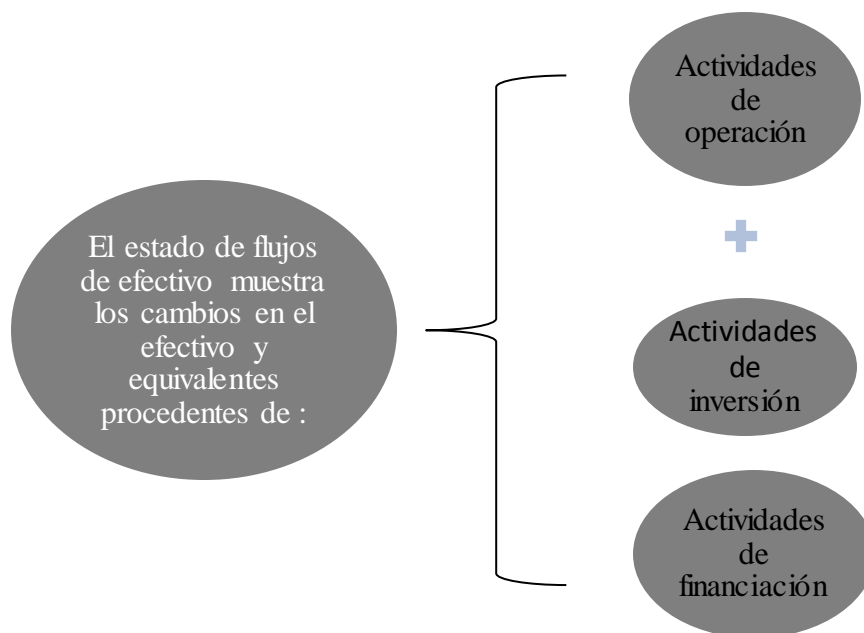 El estado de flujos
de efectivo muestra
los cambios en el
efectivo y
equivalentes
procedentes de :
Actividades
de
operación
Actividades
de
inversión
Actividades
de
financiación